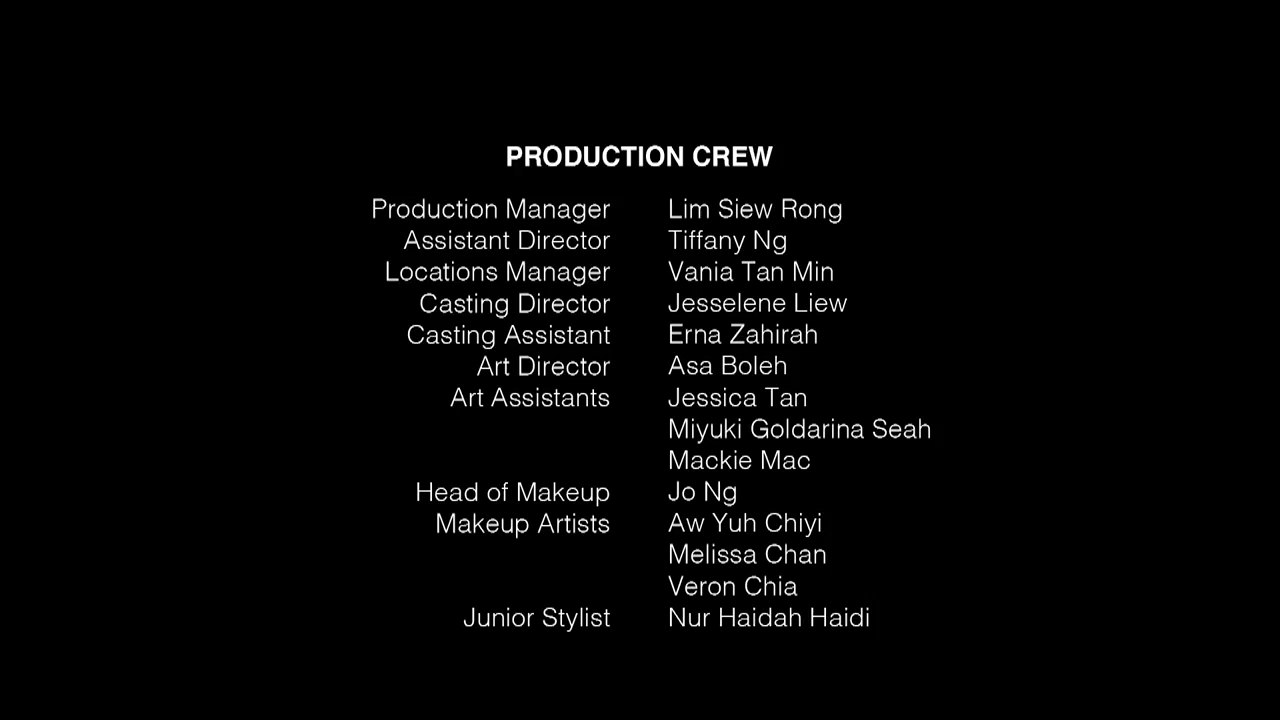 PRODUCTION CREW
Production Manager Lim Siew Rong
Assistant Director Tiffany Ng
Locations Manager Vania Tan Min
Casting Director Jesselene Liew
Casting Assistant Erna Zahirah
Art Director Asa Boleh
Art Assistants Jessica Tan
Miyuki Goldarina Seah
Mackie Mac
Head of Makeup Jo Ng
Makeup Artists Aw Yuh Chiyi
Melissa Chan
Veron Chia
Junior Stylist Nur Haidah Haidi